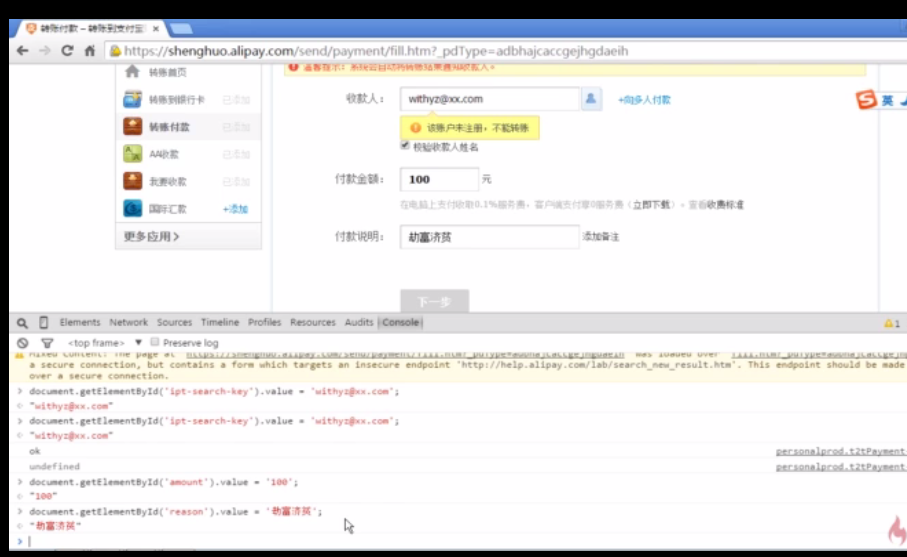 转账付款 – 转账到支付宝 ×
https://shenghuo.alipay.com/send/payment/fill.htm?_pdType=adbhajcaccgejhgdaeih
转账首页
温馨提示：系统会自动将转账结果通知收款人。
转账到银行卡 已添加
收款人： withyz@xx.com +向多人付款
英
转账付款 已添加
该账户未注册，不能转账
AA收款 已添加
校验收款人姓名
我要收款 已添加
付款金额： 100 元
国际汇款 +添加
在电脑上支付收取0.1%服务费，客户端支付享0服务费（立即下载）。查看收费标准
更多应用 >
付款说明： 劫富济贫 添加备注
下一步
Elements Network Sources Timeline Profiles Resources Audits Console 1
<top frame> ▼ Preserve log
Mixed Content: The page at 'https://shenghuo.alipay.com/send/payment/fill.htm?_pdType=adbhajcaccgejhgdaeih' was loaded over
a secure connection, but contains a form which targets an insecure endpoint 'http://help.alipay.com/lab/search_new_result.htm'. This endpoint should be made
over a secure connection.
> document.getElementById('ipt-search-key').value = 'withyz@xx.com';
"withyz@xx.com"
> document.getElementById('ipt-search-key').value = 'withyz@xx.com';
"withyz@xx.com"
ok personalprod.t2tPayment
undefined personalprod.t2tPayment
> document.getElementById('amount').value = '100';
"100"
> document.getElementById('reason').value = '劫富济贫';
"劫富济贫"
>